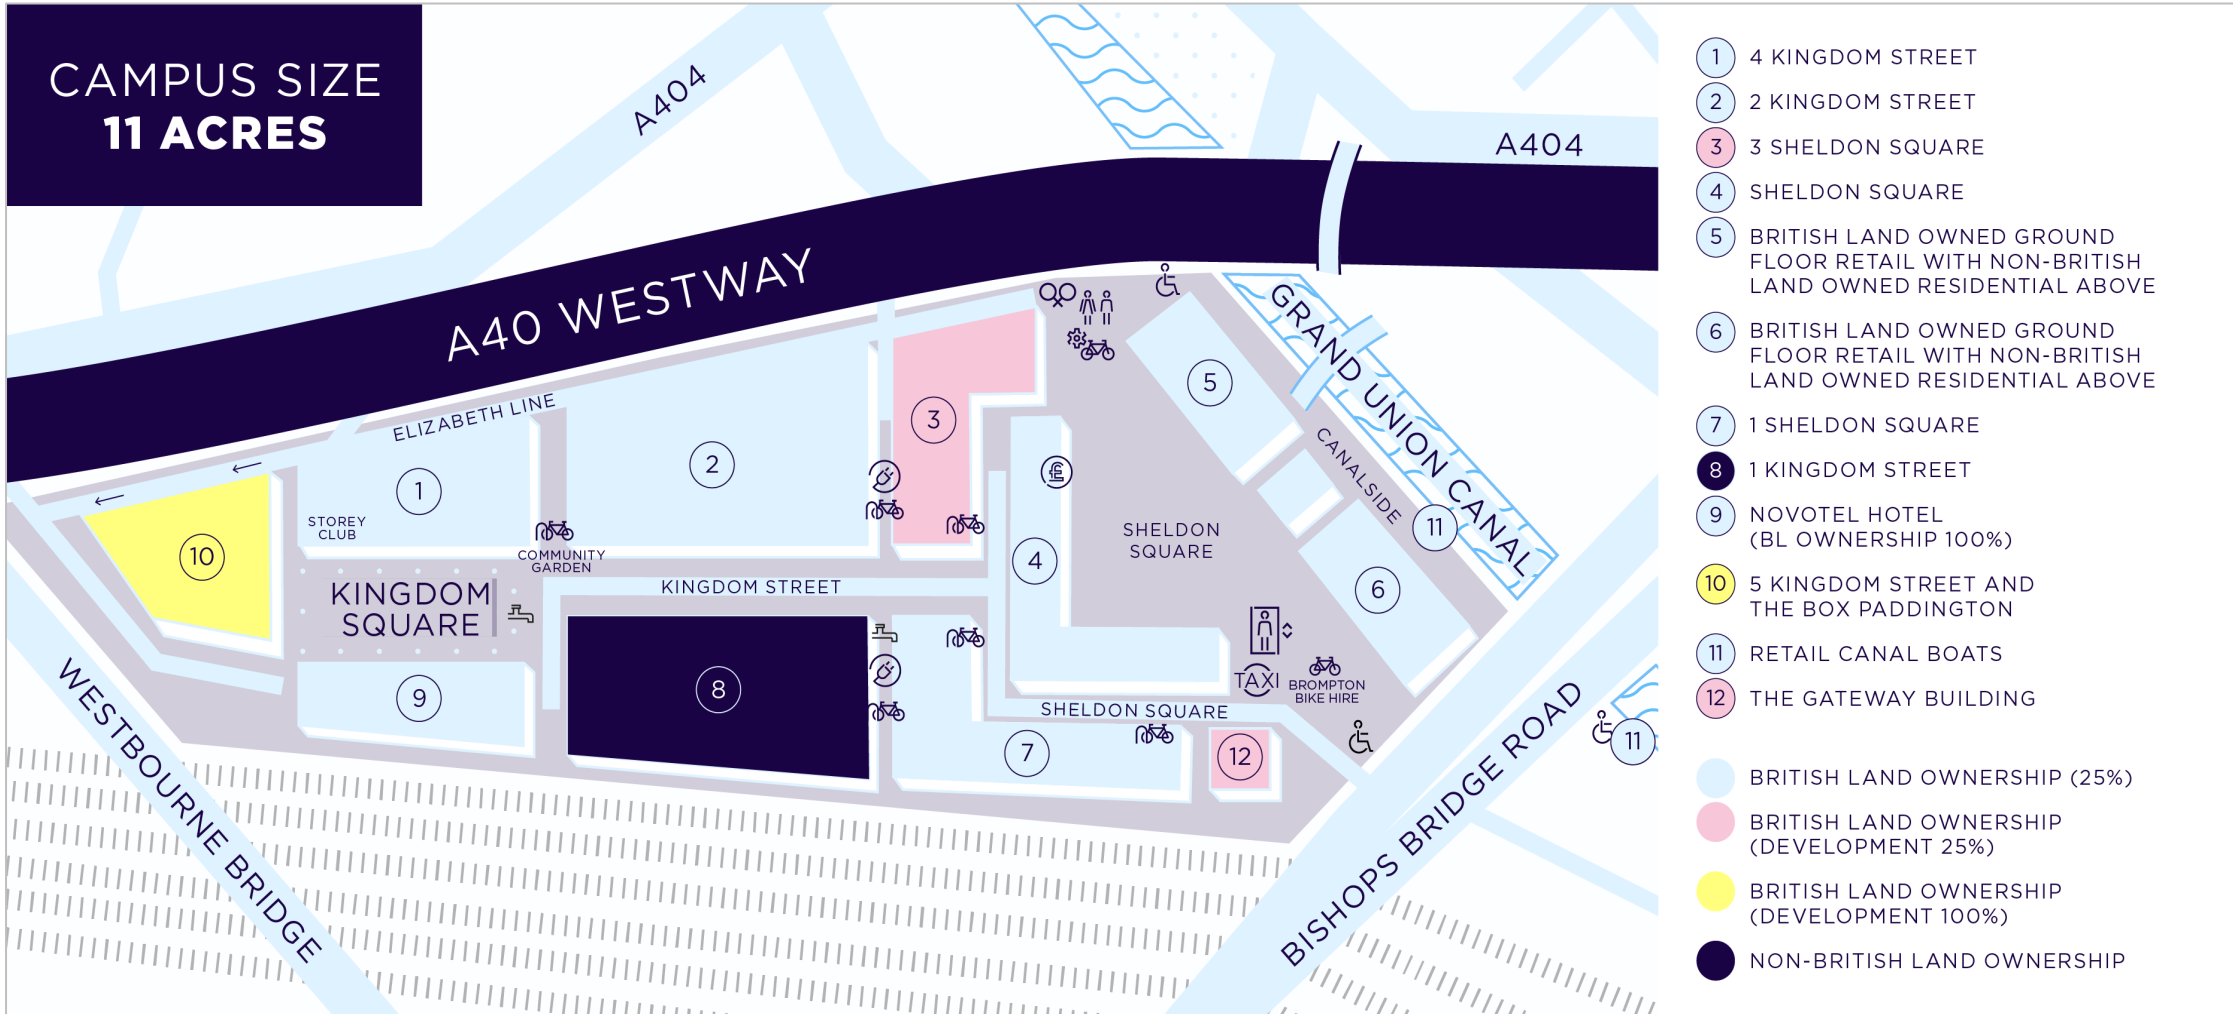 CAMPUS SIZE
11 ACRES
A404
A404
A40 WESTWAY
ELIZABETH LINE
GRAND UNION CANAL
CANALSIDE
1
2
3
4
5
6
7
8
9
10
11
11
12
£
STOREY
CLUB
COMMUNITY
GARDEN
KINGDOM
SQUARE
KINGDOM STREET
SHELDON
SQUARE
SHELDON SQUARE
TAXI
BROMPTON
BIKE HIRE
WESTBOURNE BRIDGE
BISHOPS BRIDGE ROAD
1 4 KINGDOM STREET
2 2 KINGDOM STREET
3 3 SHELDON SQUARE
4 SHELDON SQUARE
5 BRITISH LAND OWNED GROUND
FLOOR RETAIL WITH NON-BRITISH
LAND OWNED RESIDENTIAL ABOVE
6 BRITISH LAND OWNED GROUND
FLOOR RETAIL WITH NON-BRITISH
LAND OWNED RESIDENTIAL ABOVE
7 1 SHELDON SQUARE
8 1 KINGDOM STREET
9 NOVOTEL HOTEL
(BL OWNERSHIP 100%)
10 5 KINGDOM STREET AND
THE BOX PADDINGTON
11 RETAIL CANAL BOATS
12 THE GATEWAY BUILDING
BRITISH LAND OWNERSHIP (25%)
BRITISH LAND OWNERSHIP
(DEVELOPMENT 25%)
BRITISH LAND OWNERSHIP
(DEVELOPMENT 100%)
NON-BRITISH LAND OWNERSHIP